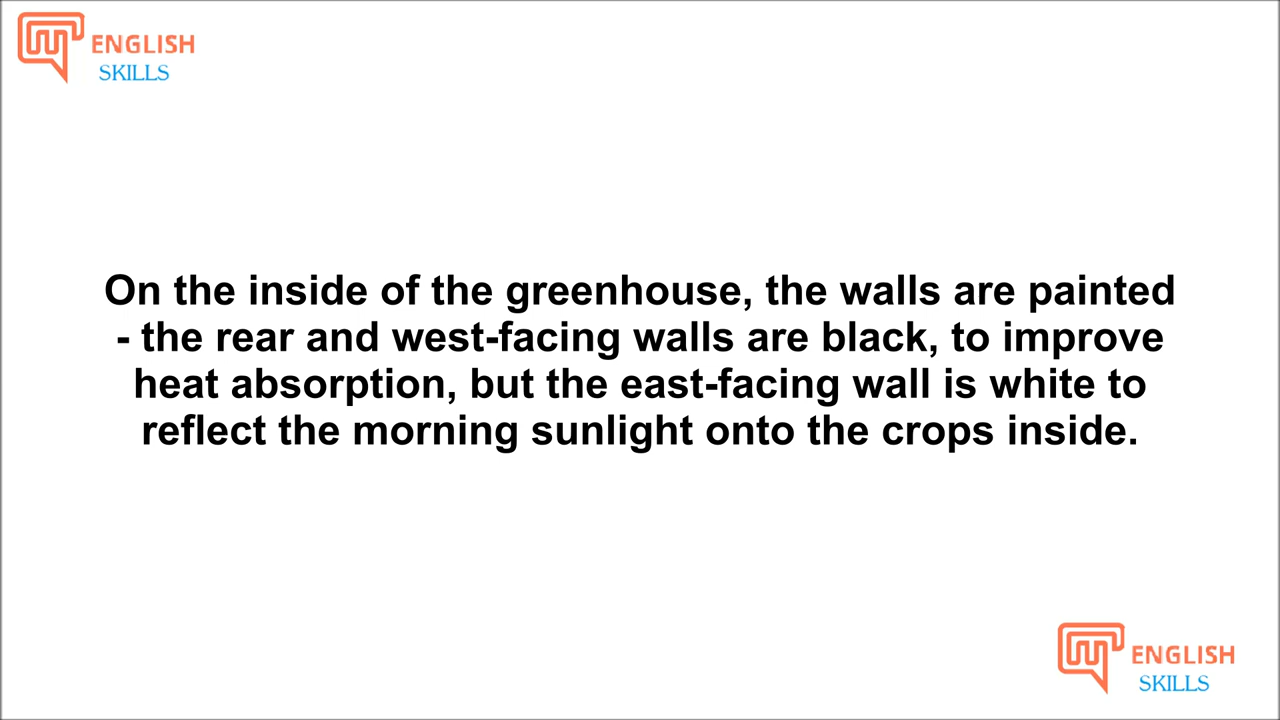 ENGLISH
SKILLS
On the inside of the greenhouse, the walls are painted
- the rear and west-facing walls are black, to improve
heat absorption, but the east-facing wall is white to
reflect the morning sunlight onto the crops inside.
ENGLISH
SKILLS